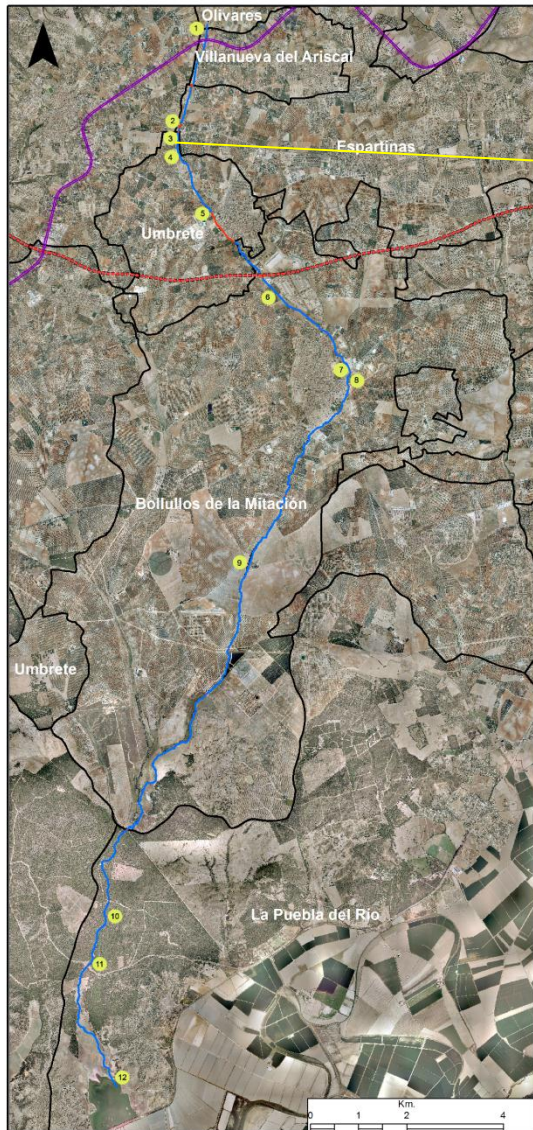 Olivares
1
Villanueva del Ariscal
2
3
Espartinas
4
5
Umbrete
6
7
8
Bollullos de la Mitación
9
Umbrete
La Puebla del Río
10
11
12
Km.
0 1 2 4